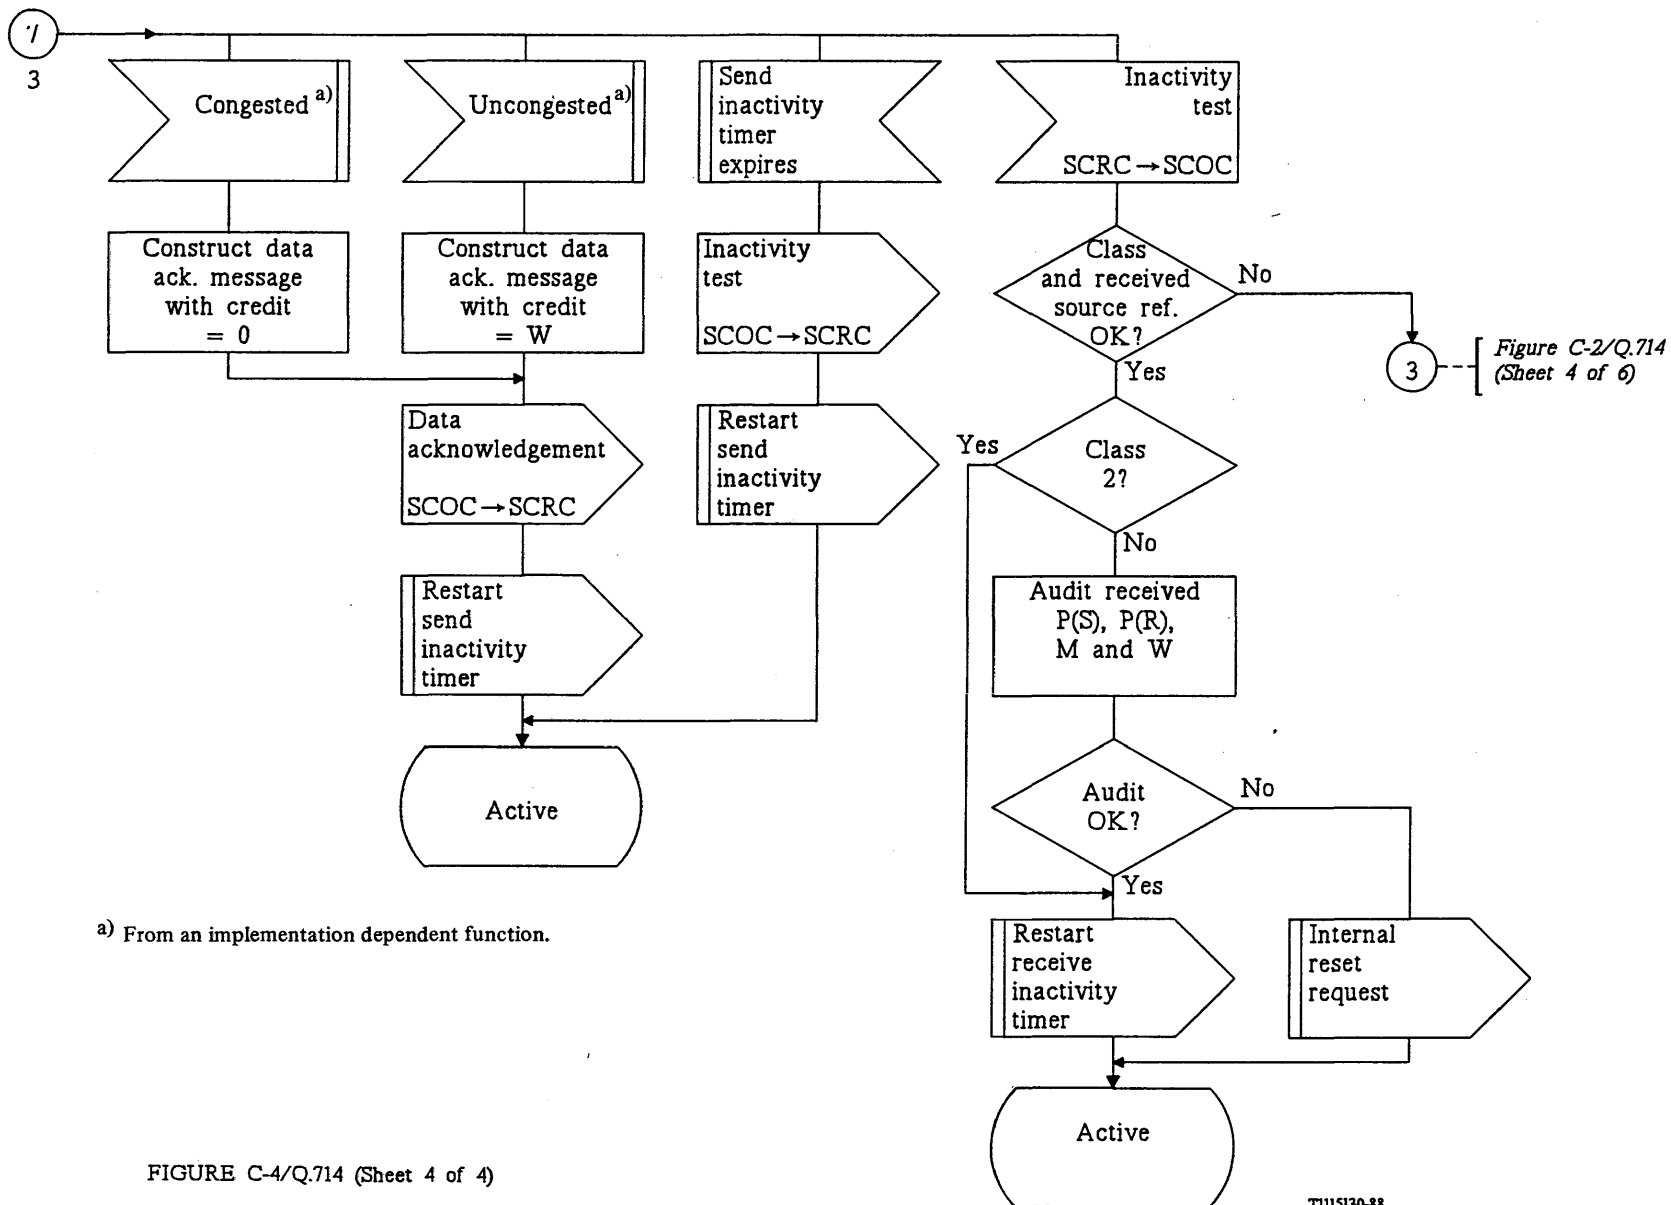 3
Congested a)
Uncongested a)
Send
inactivity
timer
expires
Inactivity
test
SCRC → SCOC
Construct data
ack. message
with credit
= 0
Construct data
ack. message
with credit
= W
Inactivity
test
SCOC → SCRC
Class
and received
source ref.
OK?
No
Yes
3
Figure C-2/Q.714
(Sheet 4 of 6)
Data
acknowledgement
SCOC → SCRC
Restart
send
inactivity
timer
Yes
Class
2?
No
Restart
send
inactivity
timer
Audit received
P(S), P(R),
M and W
Active
Audit
OK?
No
Yes
a) From an implementation dependent function.
Restart
receive
inactivity
timer
Internal
reset
request
Active
FIGURE C-4/Q.714 (Sheet 4 of 4)
T1115130-88